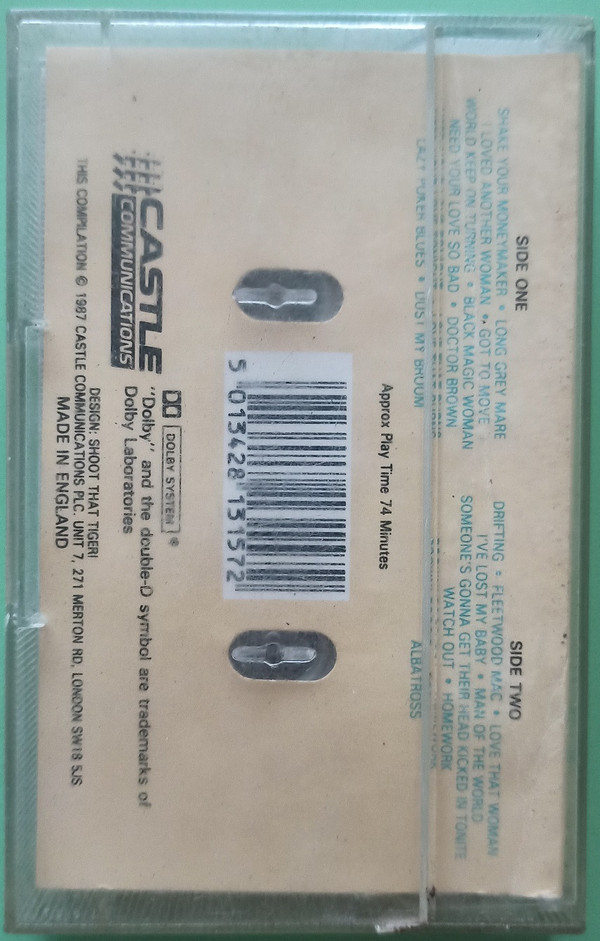 SIDE ONE
SHAKE YOUR MONEYMAKER • LONG GREY MARE
I LOVED ANOTHER WOMAN • GOT TO MOVE
WORLD KEEP ON TURNING • BLACK MAGIC WOMAN
NEED YOUR LOVE SO BAD • DOCTOR BROWN
LAZY POKER BLUES • DUST MY BROOM
SIDE TWO
DRIFTING • FLEETWOOD MAC • LOVE THAT WOMAN
I'VE LOST MY BABY • MAN OF THE WORLD
SOMEONE'S GONNA GET THEIR HEAD KICKED IN TONITE
WATCH OUT • HOMEWORK
ALBATROSS
Approx Play Time 74 Minutes
5 013428 131572
DOLBY SYSTEM ®
"Dolby" and the double-D symbol are trademarks of
Dolby Laboratories
CASTLE
COMMUNICATIONS
DESIGN: SHOOT THAT TIGER!
THIS COMPILATION © 1987 CASTLE COMMUNICATIONS PLC. UNIT 7, 271 MERTON RD, LONDON SW18 5JS
MADE IN ENGLAND